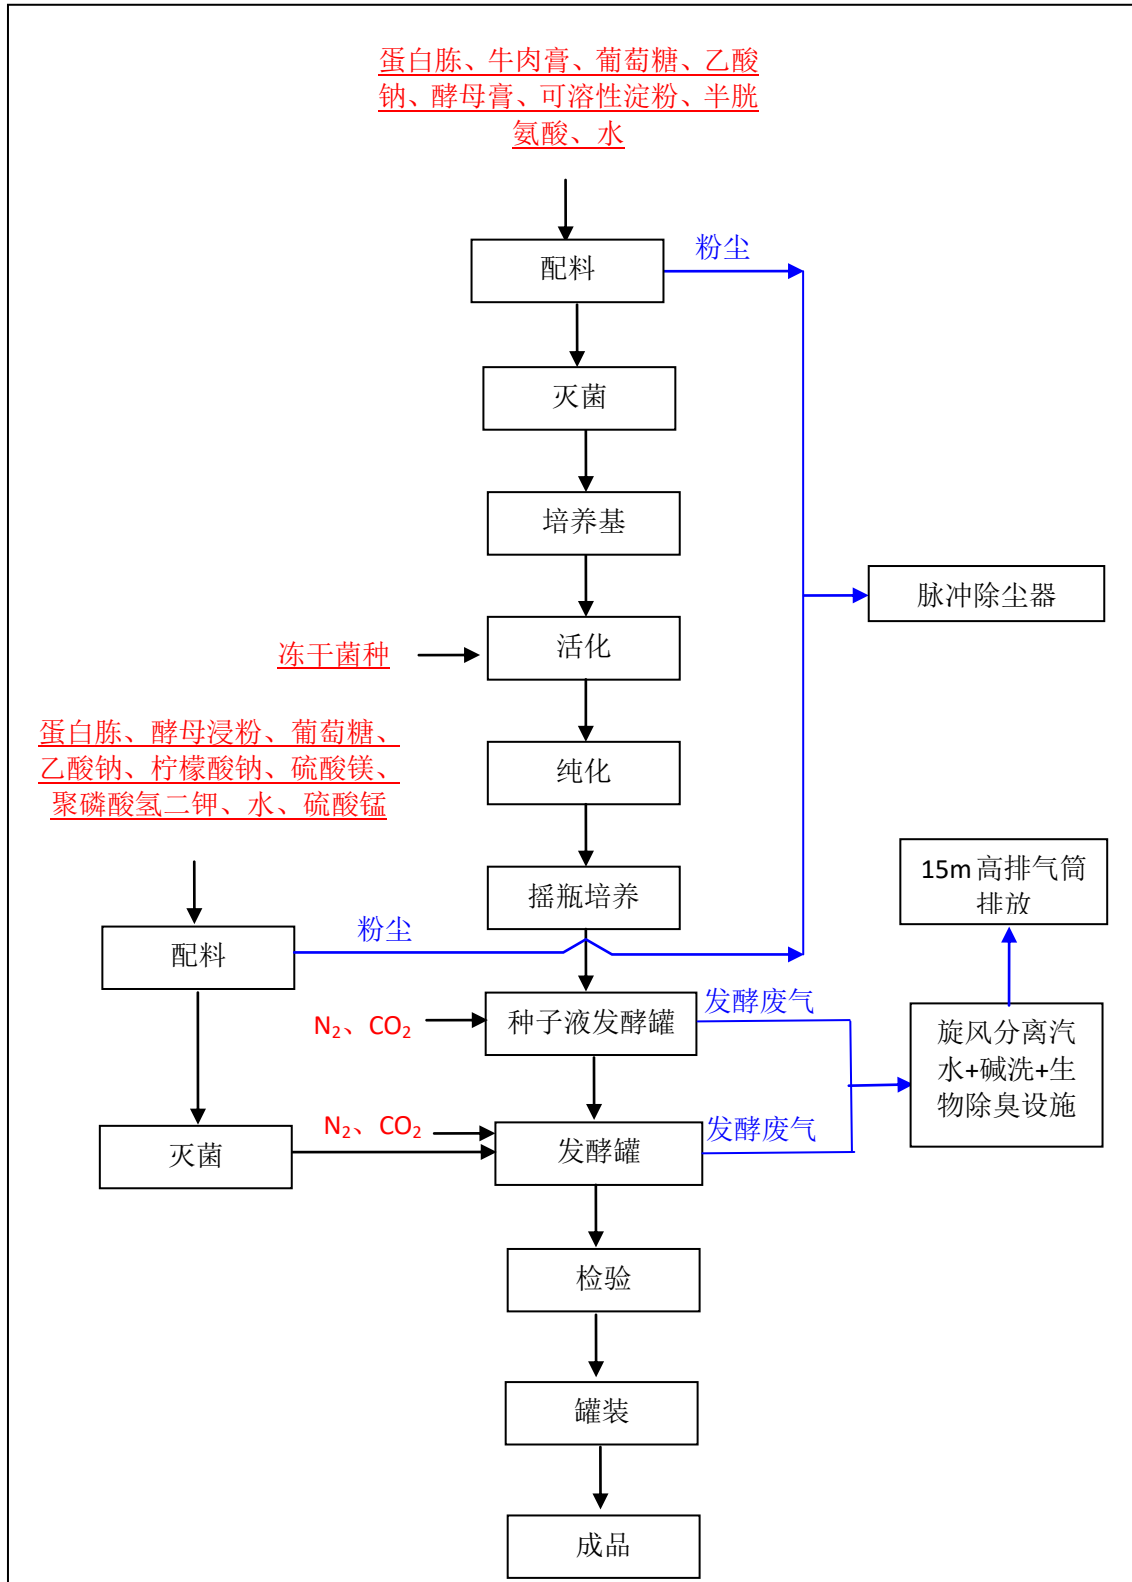 蛋白胨、牛肉膏、葡萄糖、乙酸
钠、酵母膏、可溶性淀粉、半胱
氨酸、水
粉尘
配料
灭菌
培养基
脉冲除尘器
冻干菌种
活化
蛋白胨、酵母浸粉、葡萄糖、
乙酸钠、柠檬酸钠、硫酸镁、
聚磷酸氢二钾、水、硫酸锰
纯化
15m 高排气筒
排放
摇瓶培养
粉尘
配料
发酵废气
N₂、CO₂
种子液发酵罐
旋风分离汽
水+碱洗+生
物除臭设施
N₂、CO₂
发酵废气
灭菌
发酵罐
检验
罐装
成品